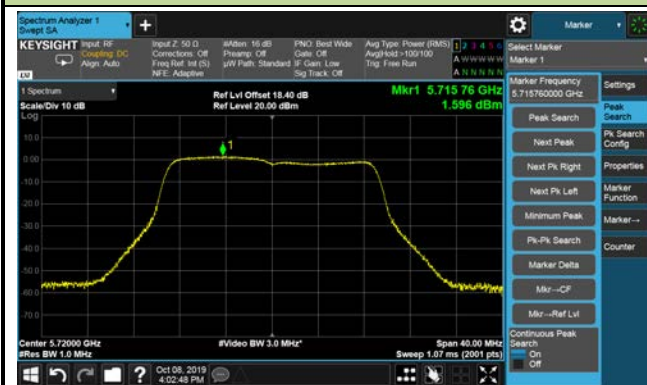 Spectrum Analyzer 1
Swept SA
+
Marker
KEYSIGHT
Input: RF
Coupling: DC
Align: Auto
Input Z: 50 Ω
Corrections: Off
Freq Ref: Int (S)
NFE: Adaptive
#Atten: 16 dB
Preamp: Off
µW Path: Standard
PNO: Best Wide
Gate: Off
IF Gain: Low
Sig Track: Off
Avg Type: Power (RMS)
Avg|Hold: >100/100
Trig: Free Run
1 2 3 4 5 6
A W W W W W
A N N N N N
LXI
Select Marker
Marker 1
1 Spectrum
Scale/Div 10 dB
Log
Ref Lvl Offset 18.40 dB
Ref Level 20.00 dBm
Mkr1 5.715 76 GHz
1.596 dBm
10.0
0.00
-10.0
-20.0
-30.0
-40.0
-50.0
-60.0
-70.0
1
Center 5.72000 GHz
#Res BW 1.0 MHz
#Video BW 3.0 MHz*
Span 40.00 MHz
Sweep 1.07 ms (2001 pts)
Marker Frequency
5.715760000 GHz
Peak Search
Next Peak
Next Pk Right
Next Pk Left
Minimum Peak
Pk-Pk Search
Marker Delta
Mkr→CF
Mkr→Ref Lvl
Continuous Peak
Search
On
Off
Settings
Peak
Search
Pk Search
Config
Properties
Marker
Function
Marker→
Counter
?
Oct 08, 2019
4:02:48 PM